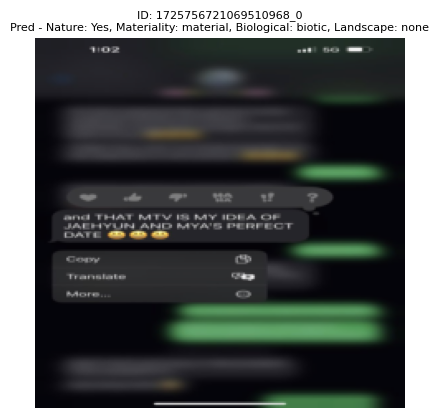 ID: 1725756721069510968_0
Pred - Nature: Yes, Materiality: material, Biological: biotic, Landscape: none
1:02
5G
HA HA
!!
?
and THAT MTV IS MY IDEA OF
JAEHYUN AND MYA'S PERFECT
DATE 😁😁😁
Copy
Translate
More...